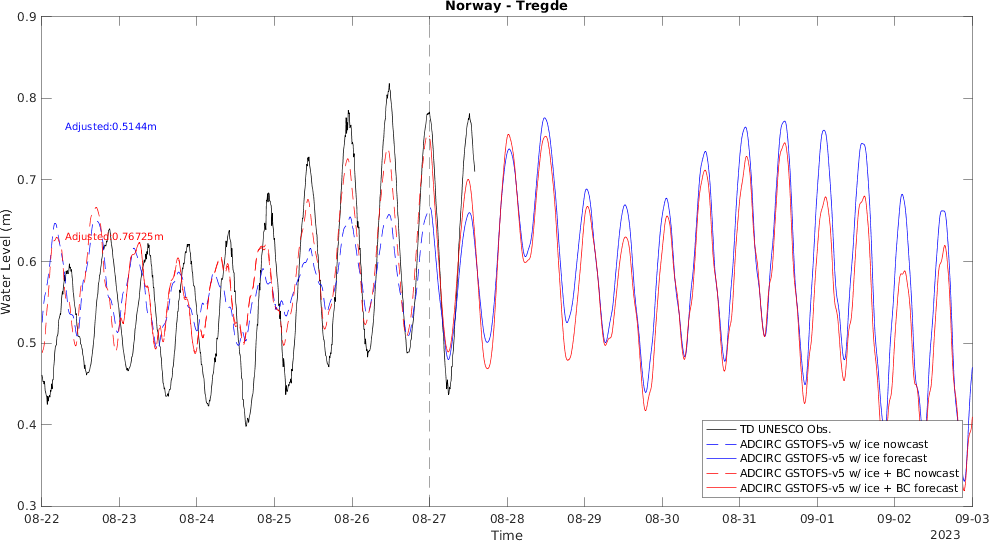 Norway - Tregde
0.9
0.8
0.7
0.6
0.5
0.4
0.3
Water Level (m)
Adjusted:0.5144m
Adjusted:0.76725m
TD UNESCO Obs.
ADCIRC GSTOFS-v5 w/ ice nowcast
ADCIRC GSTOFS-v5 w/ ice forecast
ADCIRC GSTOFS-v5 w/ ice + BC nowcast
ADCIRC GSTOFS-v5 w/ ice + BC forecast
08-22 08-23 08-24 08-25 08-26 08-27 08-28 08-29 08-30 08-31 09-01 09-02 09-03
Time
2023